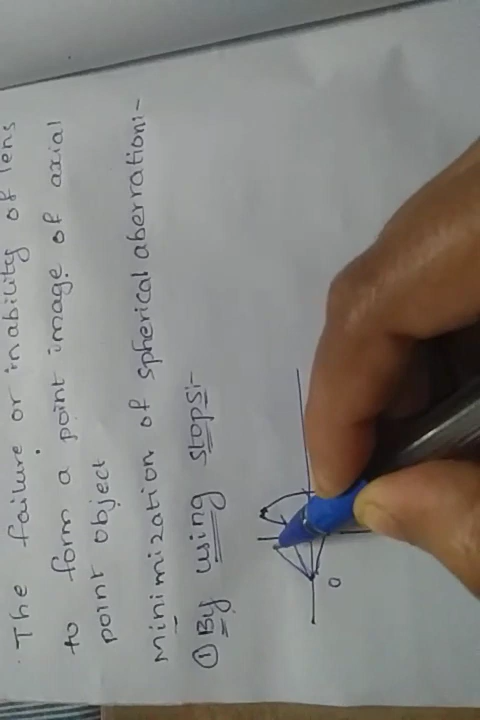 The failure or inability of lens
to form a point image of axial
point object
Minimization of spherical aberration:-
① By using stops:-
O